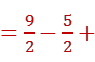 = 9/2 − 5/2 +